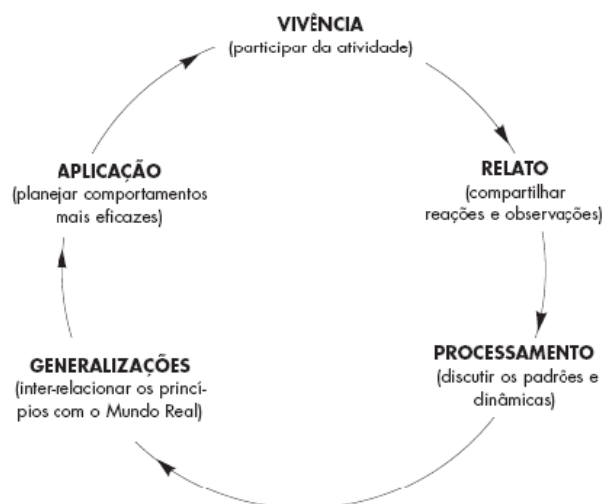 VIVÊNCIA
(participar da atividade)
RELATO
(compartilhar
reações e observações)
PROCESSAMENTO
(discutir os padrões e
dinâmicas)
GENERALIZAÇÕES
(inter-relacionar os princí-
pios com o Mundo Real)
APLICAÇÃO
(planejar comportamentos
mais eficazes)